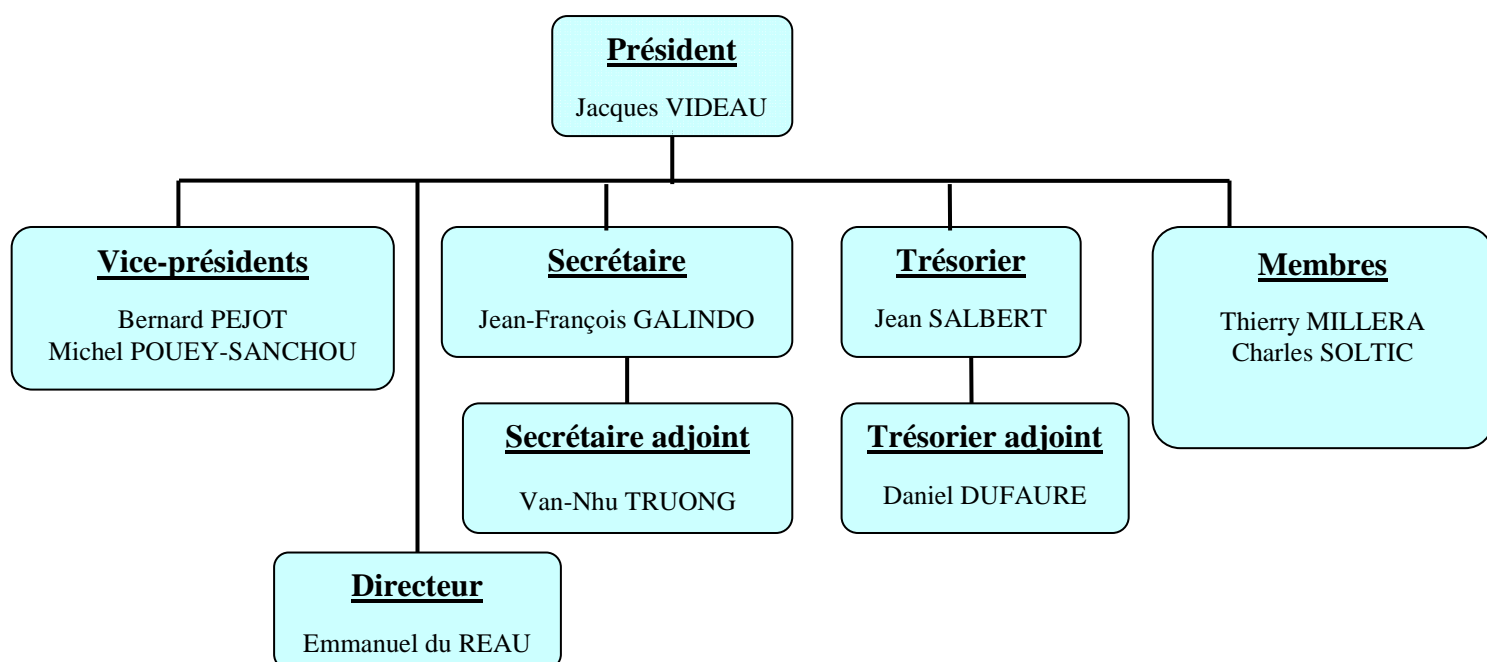 Président
Jacques VIDEAU
Vice-présidents
Bernard PEJOT
Michel POUEY-SANCHOU
Secrétaire
Jean-François GALINDO
Trésorier
Jean SALBERT
Membres
Thierry MILLERA
Charles SOLTIC
Secrétaire adjoint
Van-Nhu TRUONG
Trésorier adjoint
Daniel DUFAURE
Directeur
Emmanuel du REAU